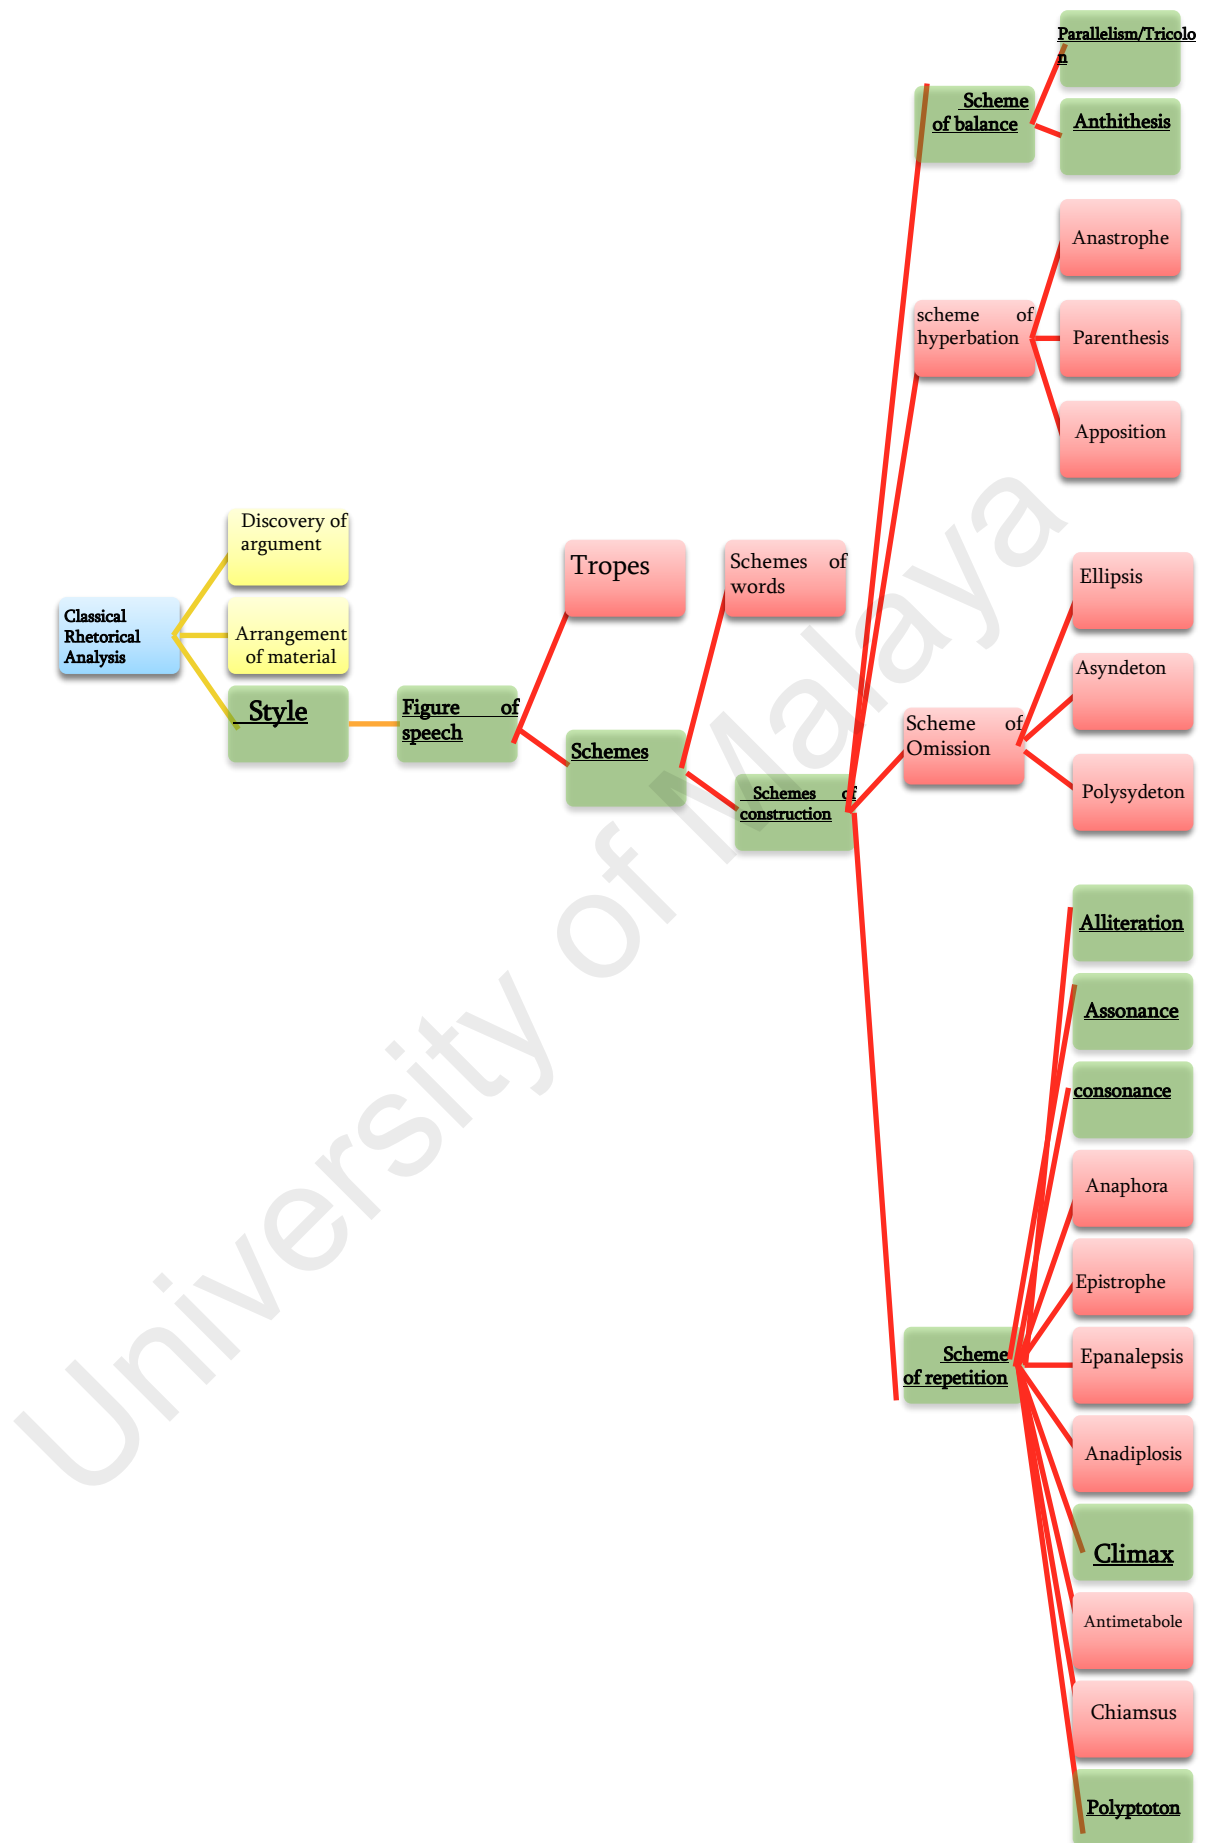 Classical
Rhetorical
Analysis
Discovery of
argument
Arrangement
of material
Style
Figure of
speech
Tropes
Schemes
Schemes of
words
Schemes of
construction
Scheme
of balance
Parallelism/Tricolo
n
Anthithesis
scheme of
hyperbation
Anastrophe
Parenthesis
Apposition
Scheme of
Omission
Ellipsis
Asyndeton
Polysydeton
Scheme
of repetition
Alliteration
Assonance
consonance
Anaphora
Epistrophe
Epanalepsis
Anadiplosis
Climax
Antimetabole
Chiamsus
Polyptoton
University of Malaya